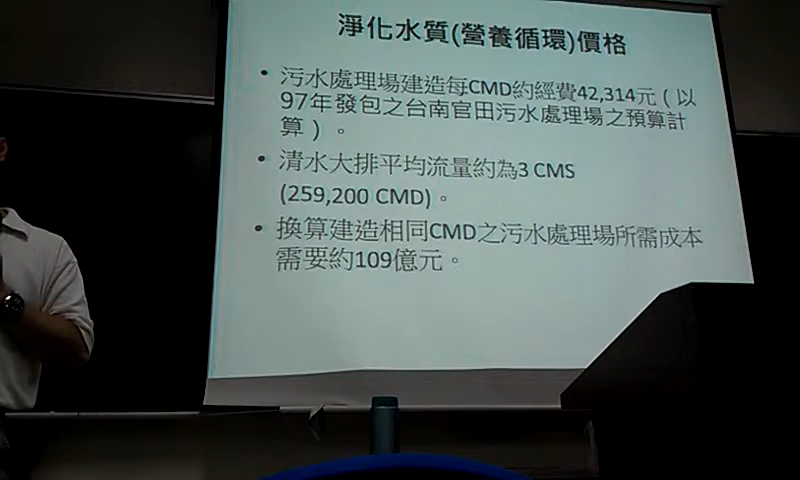 淨化水質(營養循環)價格
• 污水處理場建造每CMD約經費42,314元（以
97年發包之台南官田污水處理場之預算計
算）。
• 清水大排平均流量約為3 CMS
(259,200 CMD)。
• 換算建造相同CMD之污水處理場所需成本
需要約109億元。